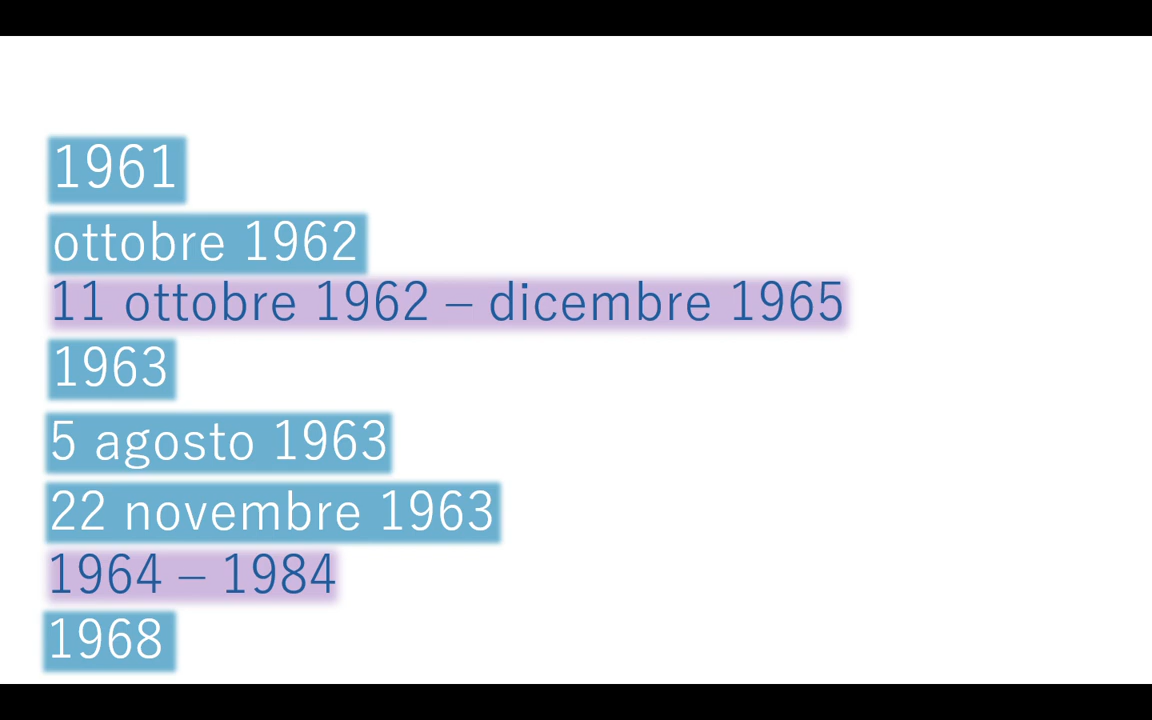 1961
ottobre 1962
11 ottobre 1962 – dicembre 1965
1963
5 agosto 1963
22 novembre 1963
1964 – 1984
1968